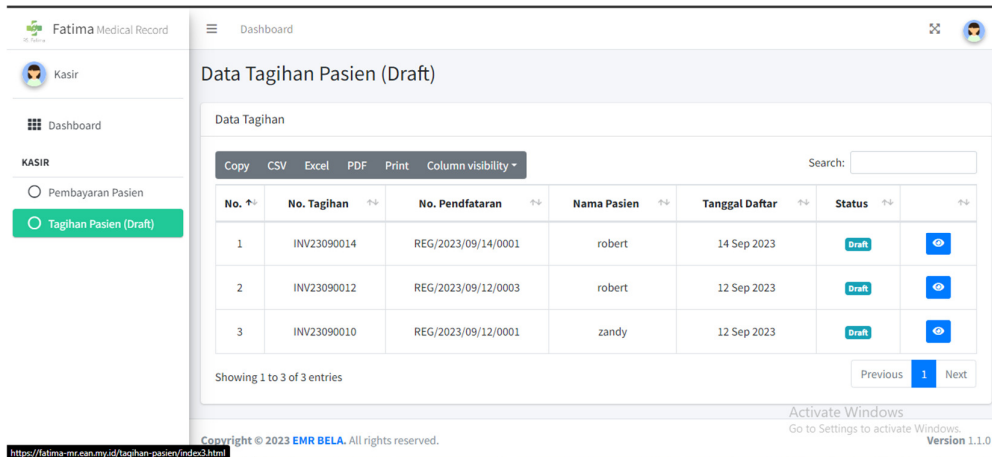 Fatima Medical Record
Dashboard
Kasir
Data Tagihan Pasien (Draft)
Dashboard
Data Tagihan
KASIR
Copy CSV Excel PDF Print Column visibility
Search:
Pembayaran Pasien
Tagihan Pasien (Draft)
No. No. Tagihan No. Pendfataran Nama Pasien Tanggal Daftar Status
1 INV23090014 REG/2023/09/14/0001 robert 14 Sep 2023 Draft
2 INV23090012 REG/2023/09/12/0003 robert 12 Sep 2023 Draft
3 INV23090010 REG/2023/09/12/0001 zandy 12 Sep 2023 Draft
Showing 1 to 3 of 3 entries
Previous 1 Next
Activate Windows
Go to Settings to activate Windows.
Copyright © 2023 EMR BELA. All rights reserved.
Version 1.1.0
https://fatima-mr.ean.my.id/tagihan-pasien/index3.html